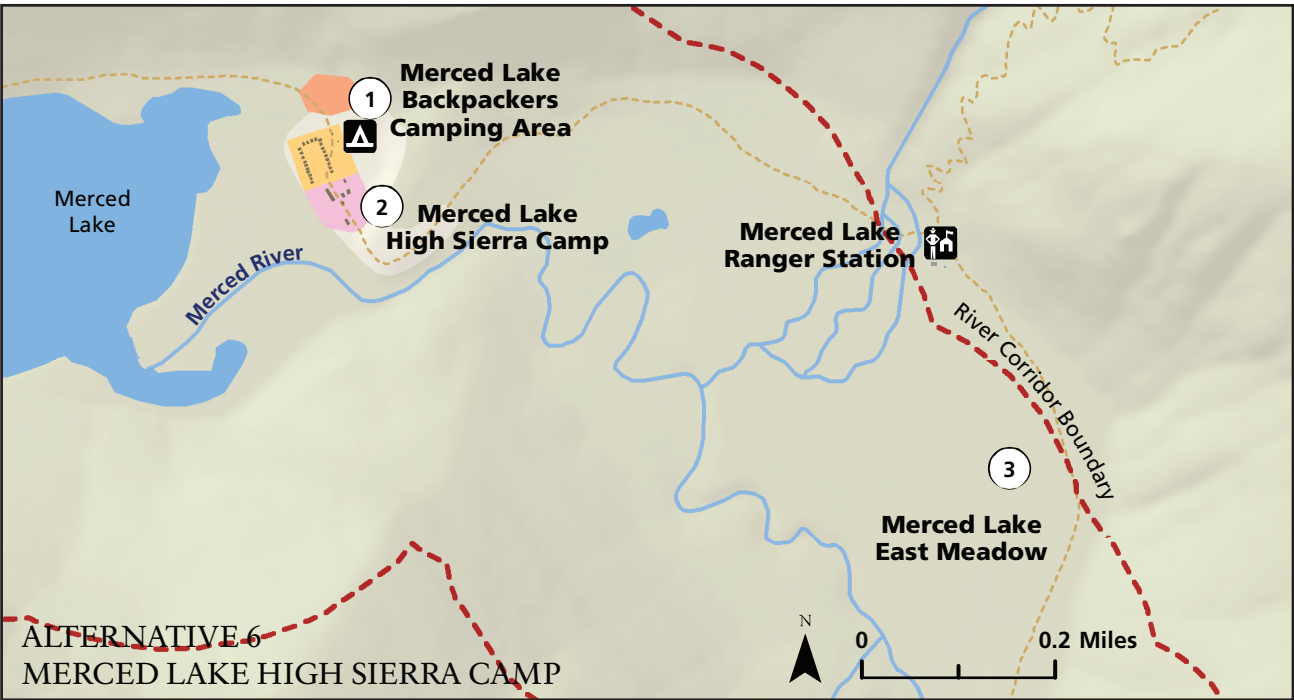 1
Merced Lake
Backpackers
Camping Area
Merced
Lake
2
Merced Lake
High Sierra Camp
Merced River
Merced Lake
Ranger Station
River Corridor Boundary
3
Merced Lake
East Meadow
N
0
0.2 Miles
ALTERNATIVE 6
MERCED LAKE HIGH SIERRA CAMP